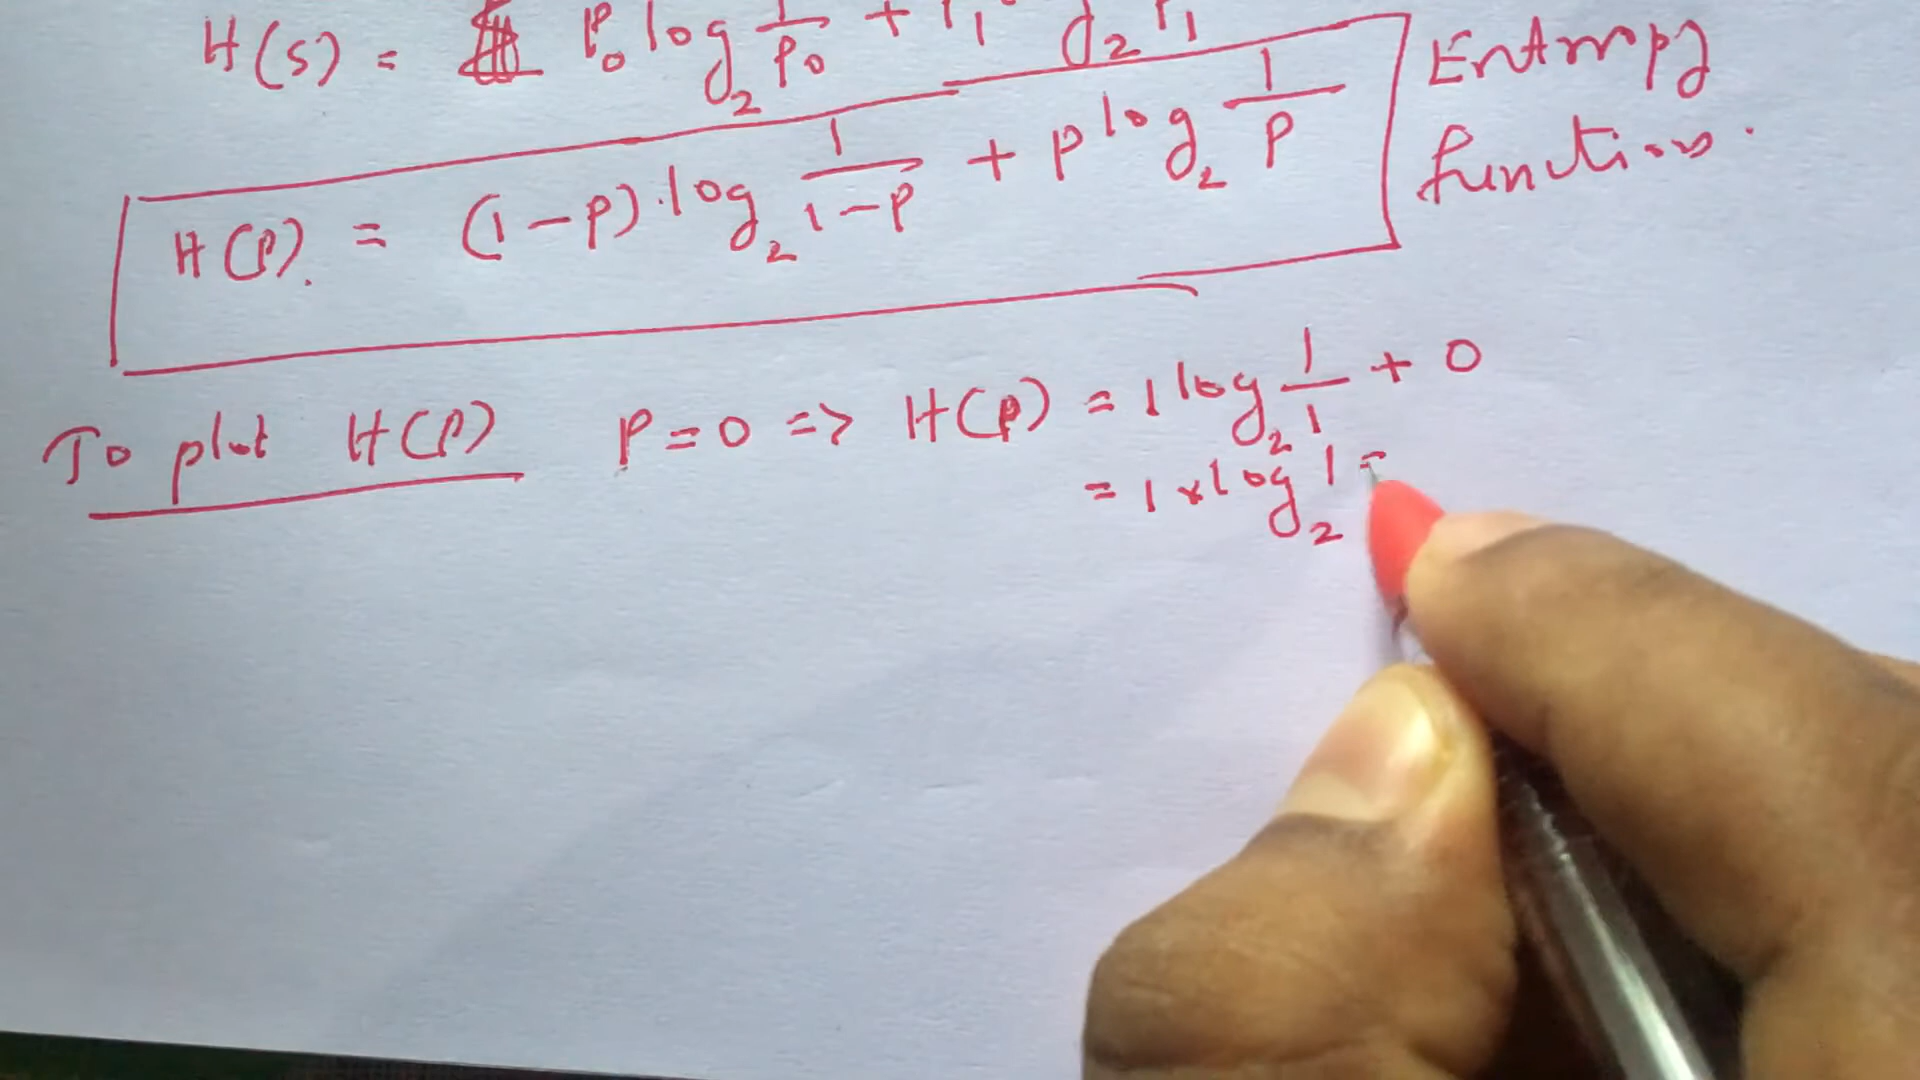 H(s) = P₀ log₂ 1/P₀ + P₁ log₂ P₁
H(P). = (1-p).log₂ 1/1-p + p log₂ 1/p
Entropy
function.
To plot H(P) P=0 => H(p) = 1 log₂ 1/1 + 0
= 1 × log₂ 1 =